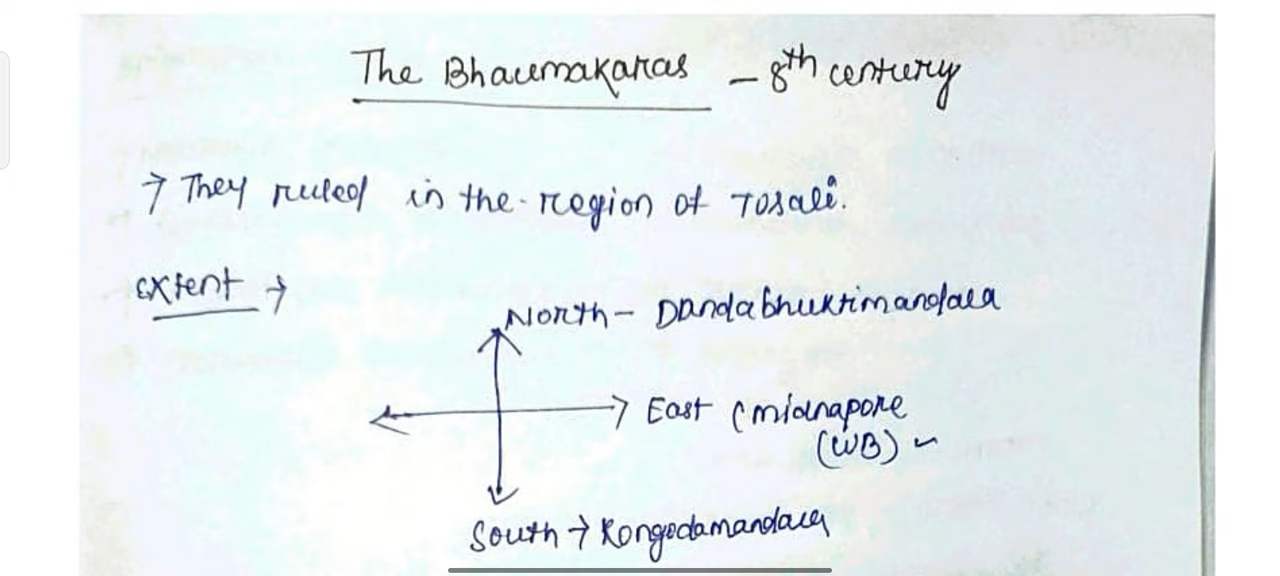 The Bhaumakaras - 8th century
→ They ruled in the region of Tosali.
Extent →
North - Dandabhuktimandala
East (Midnapore
(WB)
South → Kongodamandala